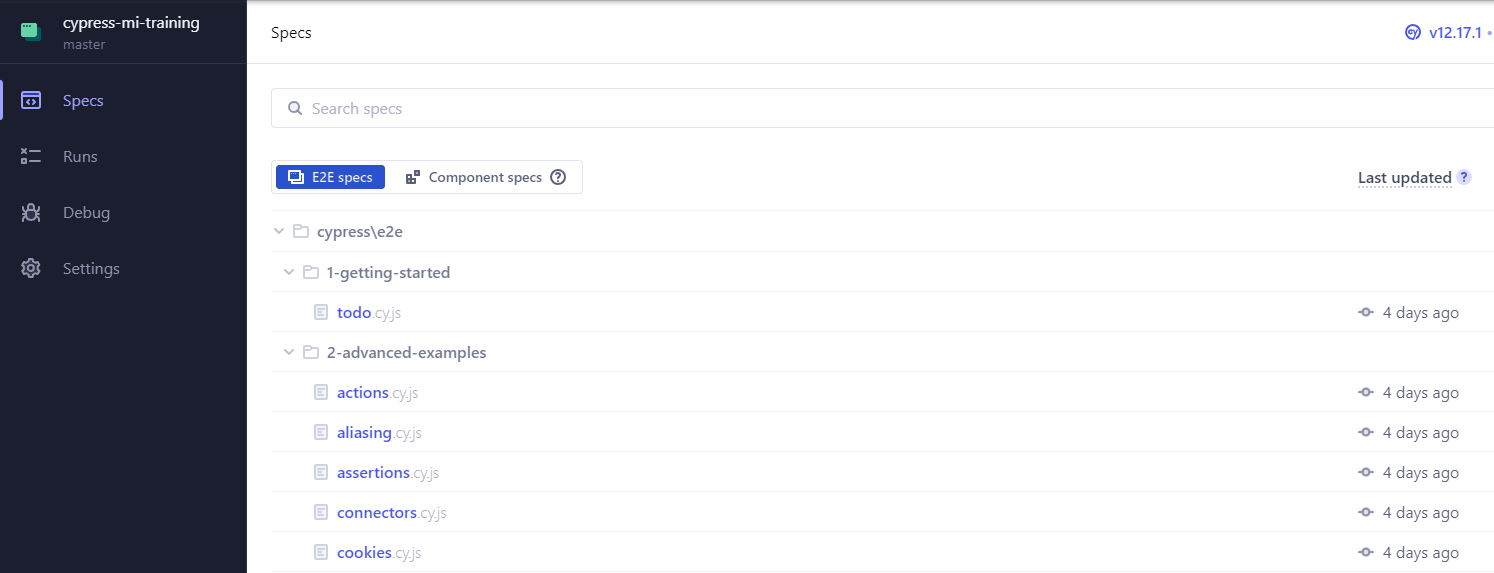 cypress-mi-training
master
Specs
v12.17.1 •
Specs
Runs
Debug
Settings
Search specs
E2E specs
Component specs ?
Last updated ?
cypress\e2e
1-getting-started
todo.cy.js 4 days ago
2-advanced-examples
actions.cy.js 4 days ago
aliasing.cy.js 4 days ago
assertions.cy.js 4 days ago
connectors.cy.js 4 days ago
cookies.cy.js 4 days ago